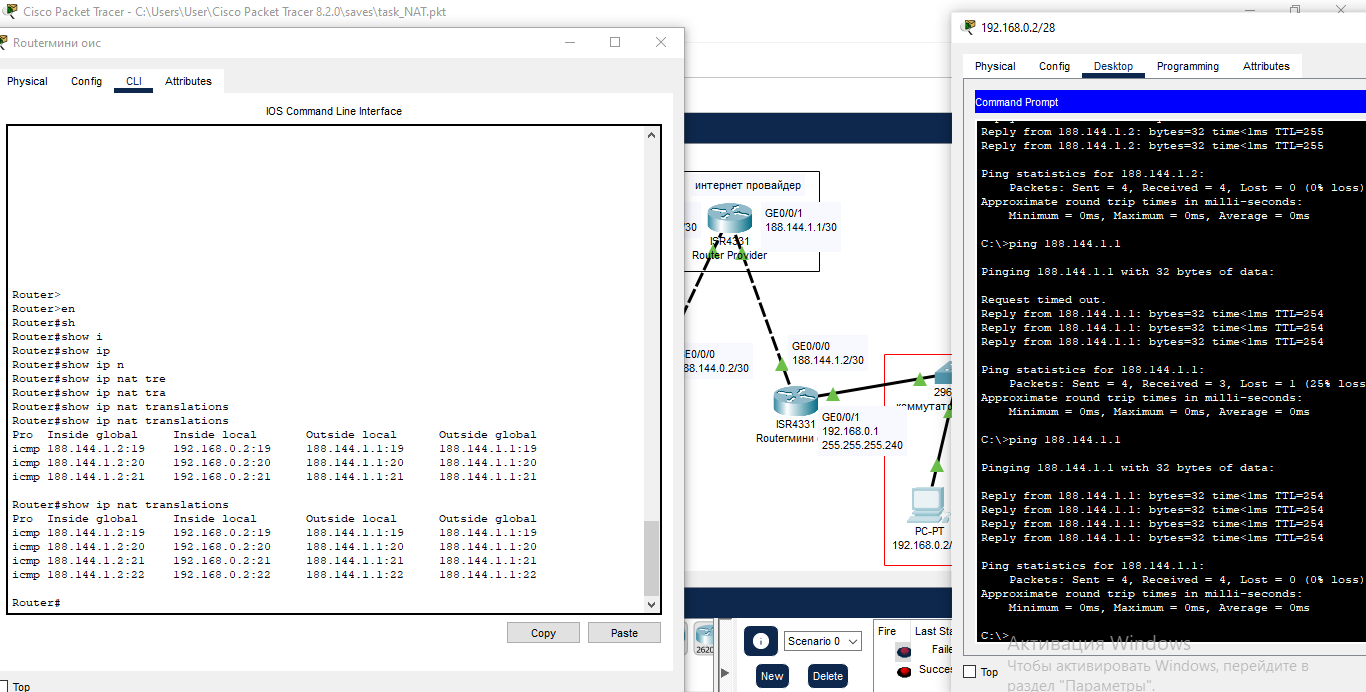 Cisco Packet Tracer - C:\Users\User\Cisco Packet Tracer 8.2.0\saves\task_NAT.pkt
Routerмини оис
Physical Config CLI Attributes
IOS Command Line Interface
Router>
Router>en
Router#sh
Router#show i
Router#show ip
Router#show ip n
Router#show ip nat tre
Router#show ip nat tra
Router#show ip nat translations
Router#show ip nat translations
Pro Inside global Inside local Outside local Outside global
icmp 188.144.1.2:19 192.168.0.2:19 188.144.1.1:19 188.144.1.1:19
icmp 188.144.1.2:20 192.168.0.2:20 188.144.1.1:20 188.144.1.1:20
icmp 188.144.1.2:21 192.168.0.2:21 188.144.1.1:21 188.144.1.1:21
Router#show ip nat translations
Pro Inside global Inside local Outside local Outside global
icmp 188.144.1.2:19 192.168.0.2:19 188.144.1.1:19 188.144.1.1:19
icmp 188.144.1.2:20 192.168.0.2:20 188.144.1.1:20 188.144.1.1:20
icmp 188.144.1.2:21 192.168.0.2:21 188.144.1.1:21 188.144.1.1:21
icmp 188.144.1.2:22 192.168.0.2:22 188.144.1.1:22 188.144.1.1:22
Router#
Copy Paste
Top
интернет провайдер
30
GE0/0/1
188.144.1.1/30
ISR4331
Router Provider
E0/0/0
88.144.0.2/30
GE0/0/0
188.144.1.2/30
296
коммутато
ISR4331
Routerмини
GE0/0/1
192.168.0.1
255.255.255.240
PC-PT
192.168.0.2/
2620
Scenario 0
New Delete
Fire Last Sta
Faile
Succes
192.168.0.2/28
Physical Config Desktop Programming Attributes
Command Prompt
Reply from 188.144.1.2: bytes=32 time<1ms TTL=255
Reply from 188.144.1.2: bytes=32 time<1ms TTL=255
Ping statistics for 188.144.1.2:
Packets: Sent = 4, Received = 4, Lost = 0 (0% loss)
Approximate round trip times in milli-seconds:
Minimum = 0ms, Maximum = 0ms, Average = 0ms
C:\>ping 188.144.1.1
Pinging 188.144.1.1 with 32 bytes of data:
Request timed out.
Reply from 188.144.1.1: bytes=32 time<1ms TTL=254
Reply from 188.144.1.1: bytes=32 time<1ms TTL=254
Reply from 188.144.1.1: bytes=32 time<1ms TTL=254
Ping statistics for 188.144.1.1:
Packets: Sent = 4, Received = 3, Lost = 1 (25% loss
Approximate round trip times in milli-seconds:
Minimum = 0ms, Maximum = 0ms, Average = 0ms
C:\>ping 188.144.1.1
Pinging 188.144.1.1 with 32 bytes of data:
Reply from 188.144.1.1: bytes=32 time<1ms TTL=254
Reply from 188.144.1.1: bytes=32 time<1ms TTL=254
Reply from 188.144.1.1: bytes=32 time<1ms TTL=254
Reply from 188.144.1.1: bytes=32 time<1ms TTL=254
Ping statistics for 188.144.1.1:
Packets: Sent = 4, Received = 4, Lost = 0 (0% loss)
Approximate round trip times in milli-seconds:
Minimum = 0ms, Maximum = 0ms, Average = 0ms
C:\>
Top
Активация Windows
Чтобы активировать Windows, перейдите в
раздел "Параметры".